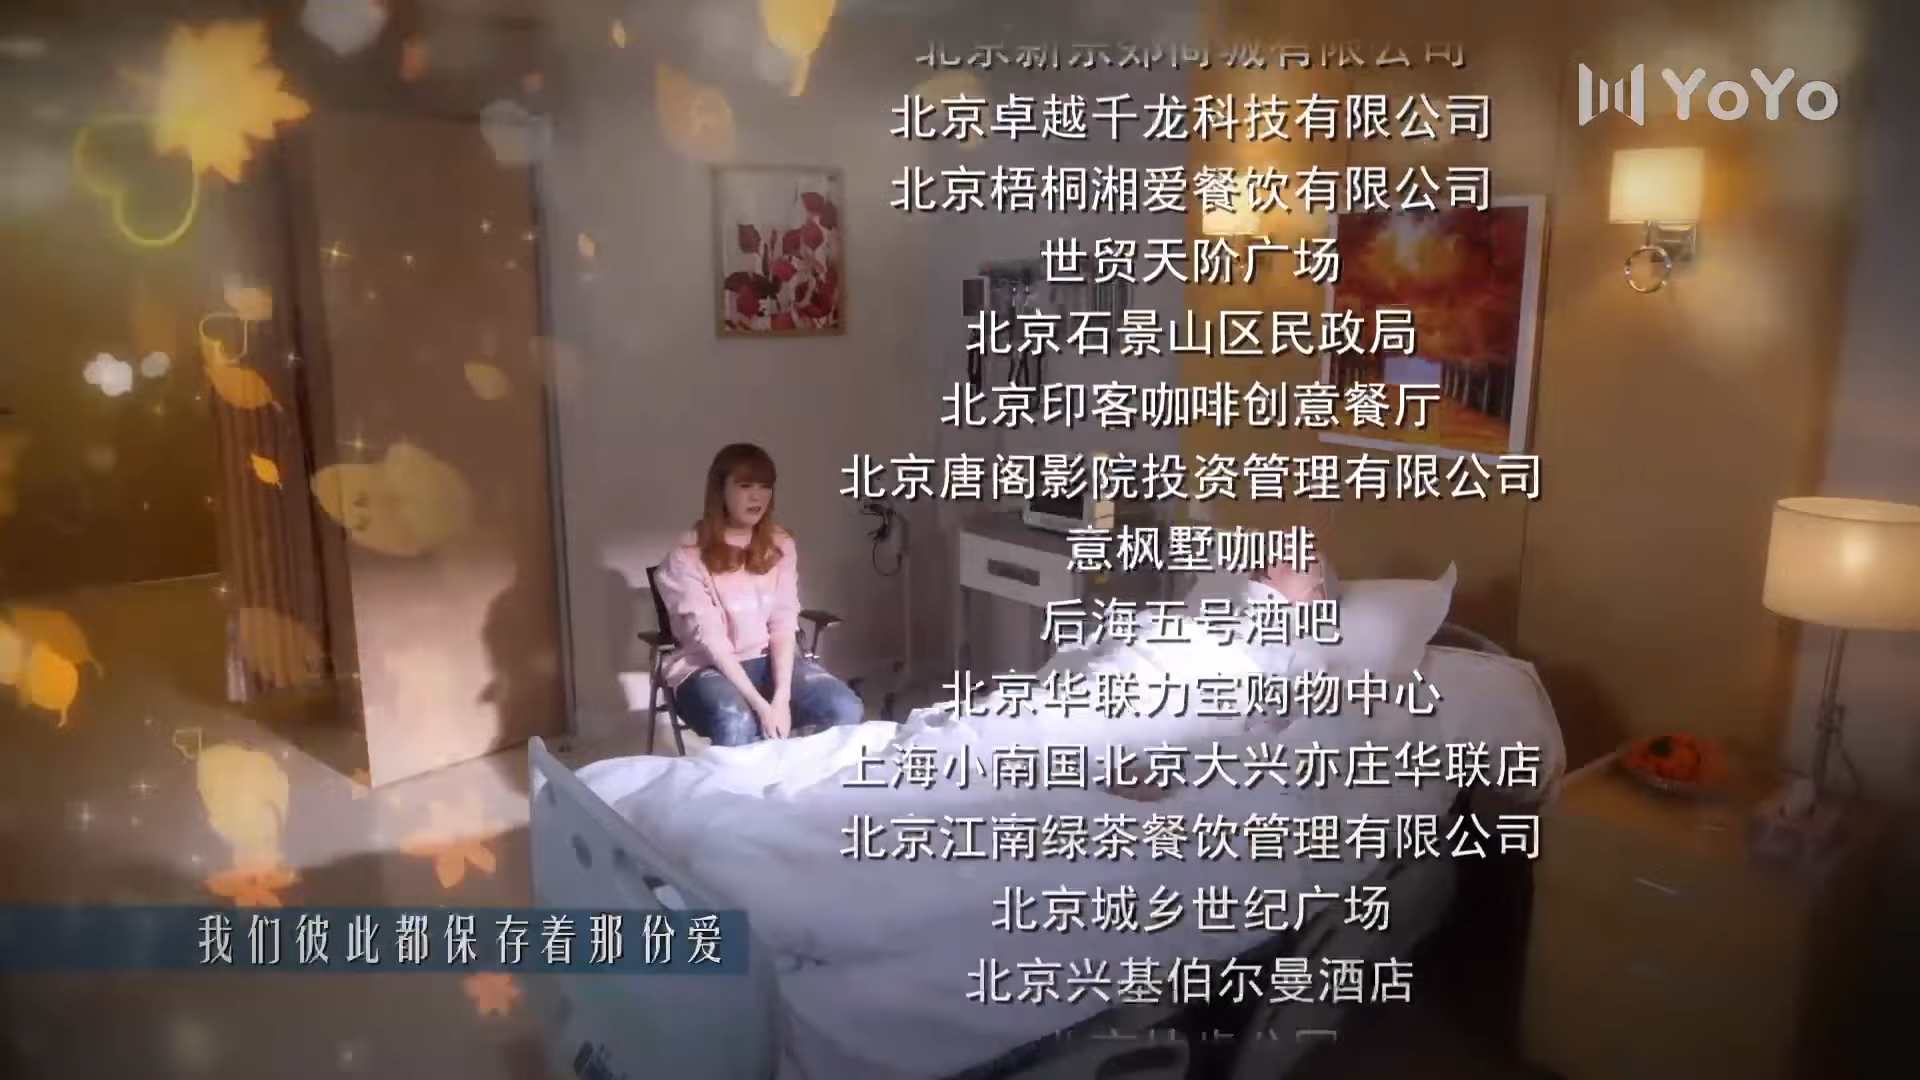 YoYo
北京卓越千龙科技有限公司
北京梧桐湘爱餐饮有限公司
世贸天阶广场
北京石景山区民政局
北京印客咖啡创意餐厅
北京唐阁影院投资管理有限公司
意枫墅咖啡
后海五号酒吧
北京华联力宝购物中心
上海小南国北京大兴亦庄华联店
北京江南绿茶餐饮管理有限公司
北京城乡世纪广场
北京兴基伯尔曼酒店
我们彼此都保存着那份爱